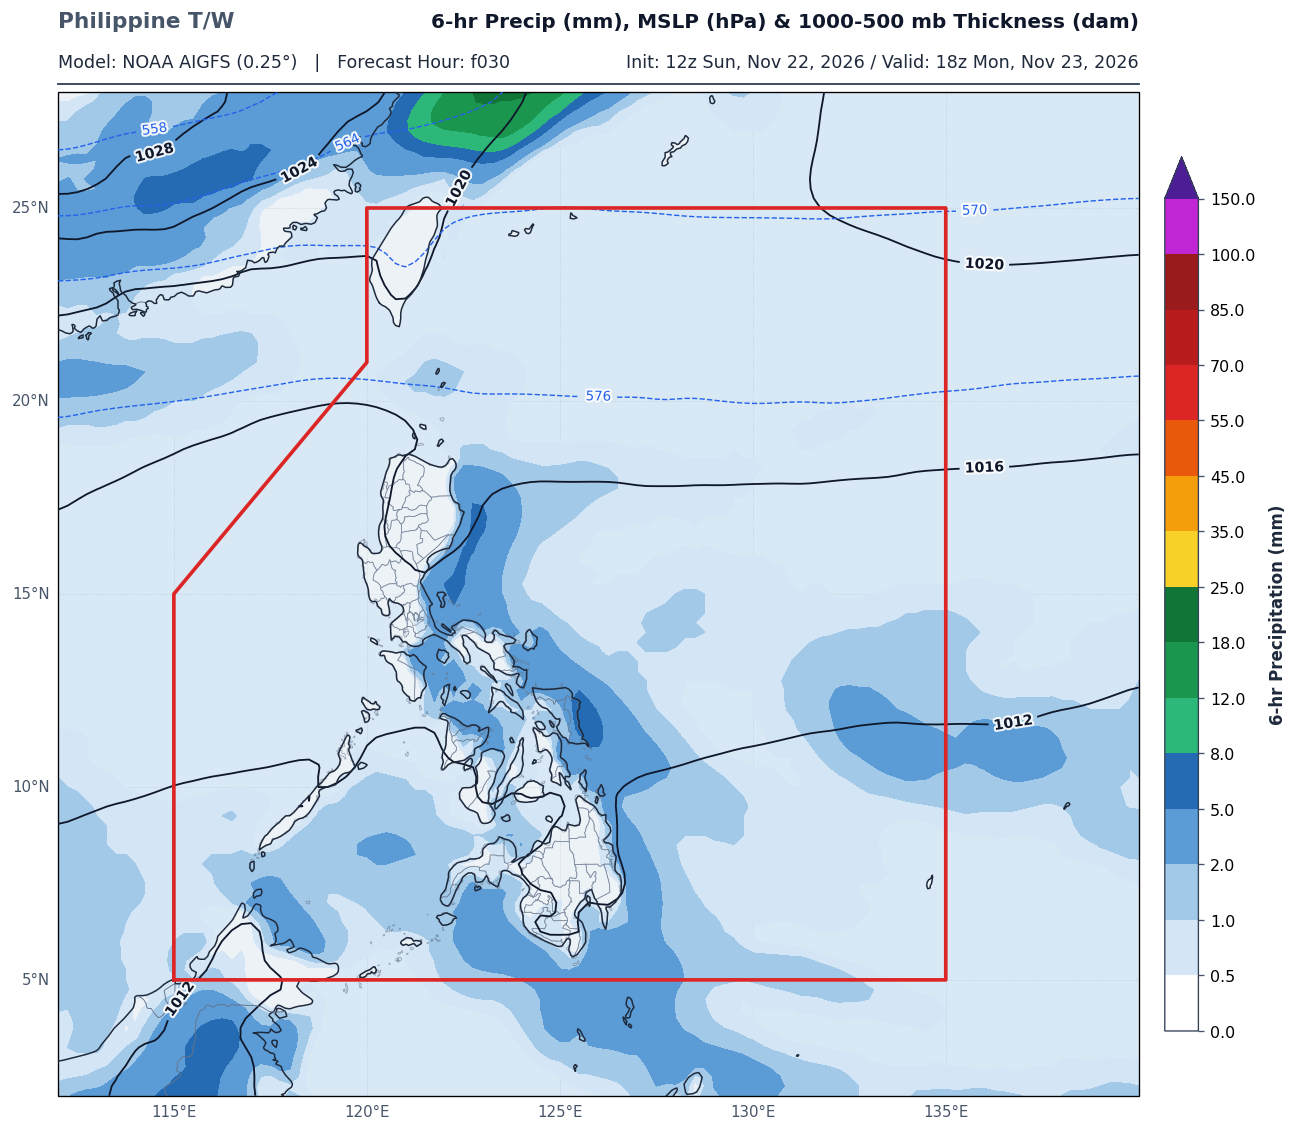 Philippine T/W
6-hr Precip (mm), MSLP (hPa) & 1000-500 mb Thickness (dam)
Model: NOAA AIGFS (0.25°) | Forecast Hour: f030
Init: 12z Sun, Nov 22, 2026 / Valid: 18z Mon, Nov 23, 2026
558
564
1028
1024
1020
570
1020
576
1016
1012
1012
25°N
20°N
15°N
10°N
5°N
115°E
120°E
125°E
130°E
135°E
150.0
100.0
85.0
70.0
55.0
45.0
35.0
25.0
18.0
12.0
8.0
5.0
2.0
1.0
0.5
0.0
6-hr Precipitation (mm)